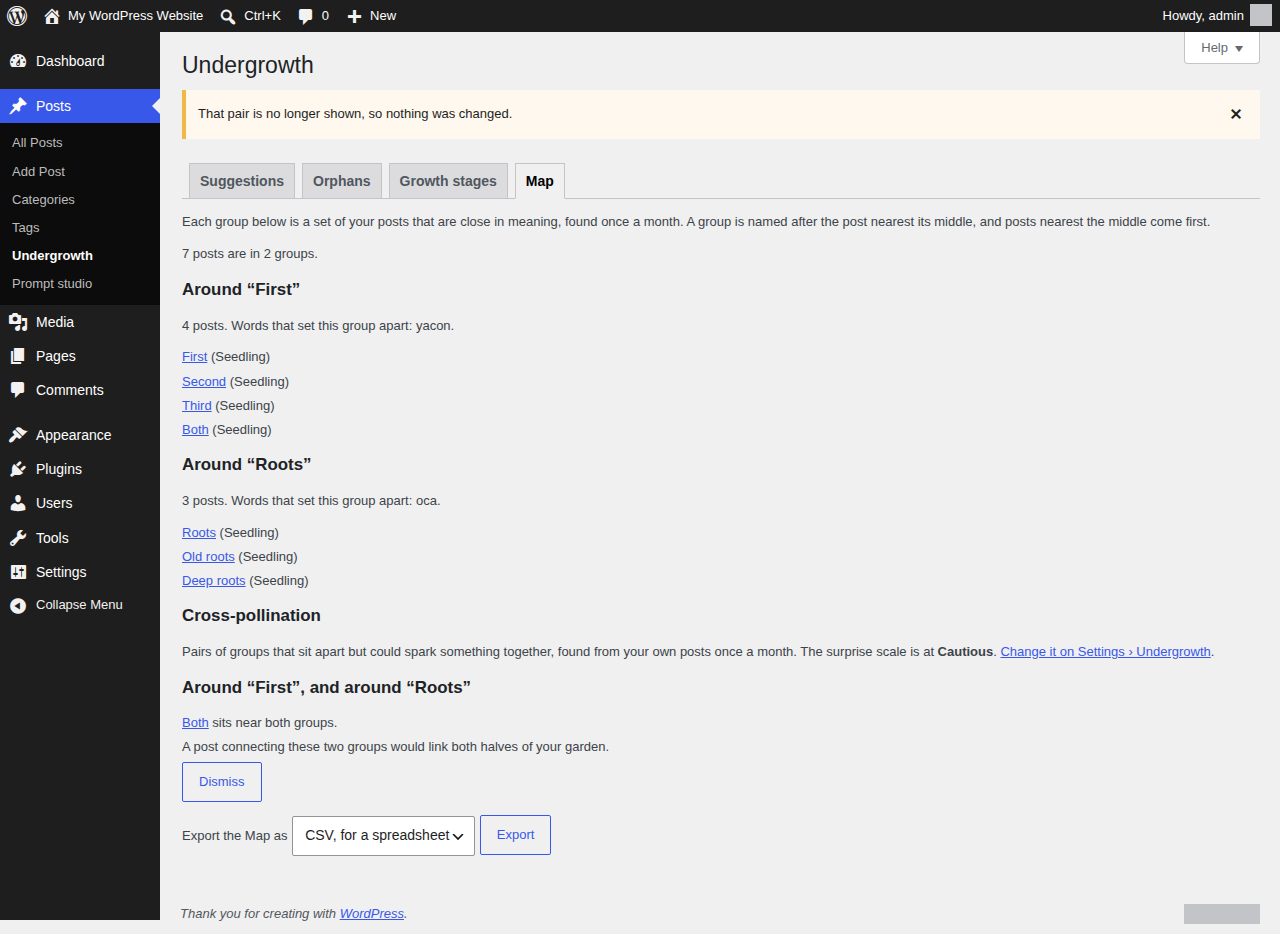 My WordPress Website Ctrl+K 0 New Howdy, admin
Help
Dashboard
Posts
All Posts
Add Post
Categories
Tags
Undergrowth
Prompt studio
Media
Pages
Comments
Appearance
Plugins
Users
Tools
Settings
Collapse Menu
Undergrowth
That pair is no longer shown, so nothing was changed.
Suggestions Orphans Growth stages Map
Each group below is a set of your posts that are close in meaning, found once a month. A group is named after the post nearest its middle, and posts nearest the middle come first.
7 posts are in 2 groups.
Around “First”
4 posts. Words that set this group apart: yacon.
First (Seedling)
Second (Seedling)
Third (Seedling)
Both (Seedling)
Around “Roots”
3 posts. Words that set this group apart: oca.
Roots (Seedling)
Old roots (Seedling)
Deep roots (Seedling)
Cross-pollination
Pairs of groups that sit apart but could spark something together, found from your own posts once a month. The surprise scale is at Cautious. Change it on Settings › Undergrowth.
Around “First”, and around “Roots”
Both sits near both groups.
A post connecting these two groups would link both halves of your garden.
Dismiss
Export the Map as CSV, for a spreadsheet Export
Thank you for creating with WordPress.